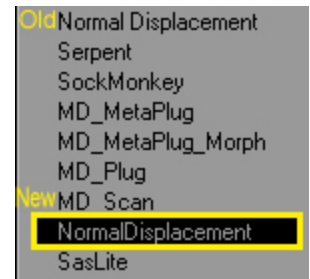 Old Normal Displacement
Serpent
SockMonkey
MD_MetaPlug
MD_MetaPlug_Morph
MD_Plug
New MD_Scan
NormalDisplacement
SasLite